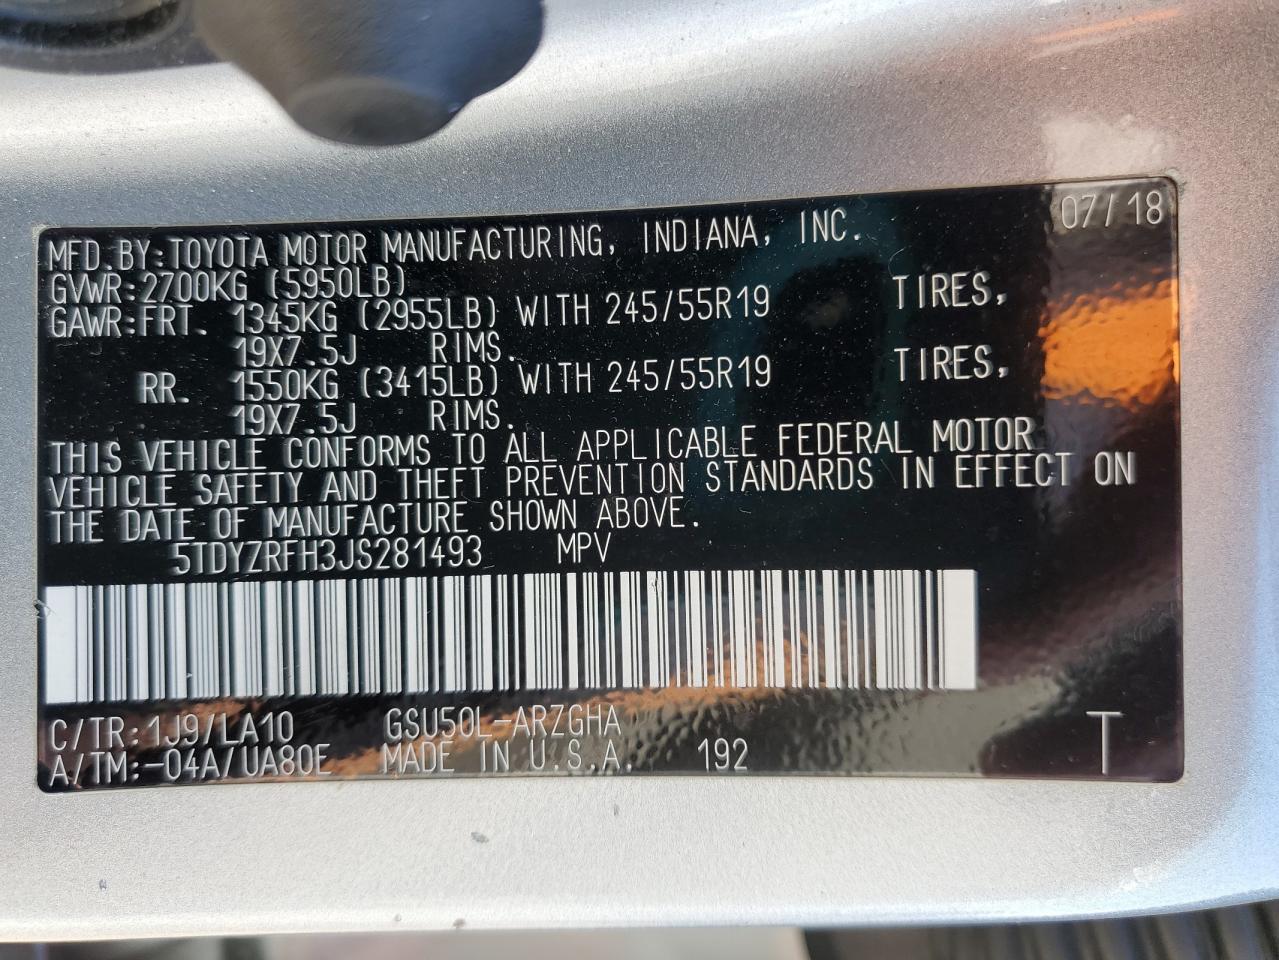 07/18
MFD.BY:TOYOTA MOTOR MANUFACTURING, INDIANA, INC.
GVWR:2700KG (5950LB)
GAWR:FRT. 1345KG (2955LB) WITH 245/55R19 TIRES,
19X7.5J RIMS.
RR. 1550KG (3415LB) WITH 245/55R19 TIRES,
19X7.5J RIMS.
THIS VEHICLE CONFORMS TO ALL APPLICABLE FEDERAL MOTOR
VEHICLE SAFETY AND THEFT PREVENTION STANDARDS IN EFFECT ON
THE DATE OF MANUFACTURE SHOWN ABOVE.
5TDYZRFH3JS281493 MPV
C/TR:1J9/LA10 GSU50L-ARZGHA
A/TM:-04A/UA80E MADE IN U.S.A. 192 T